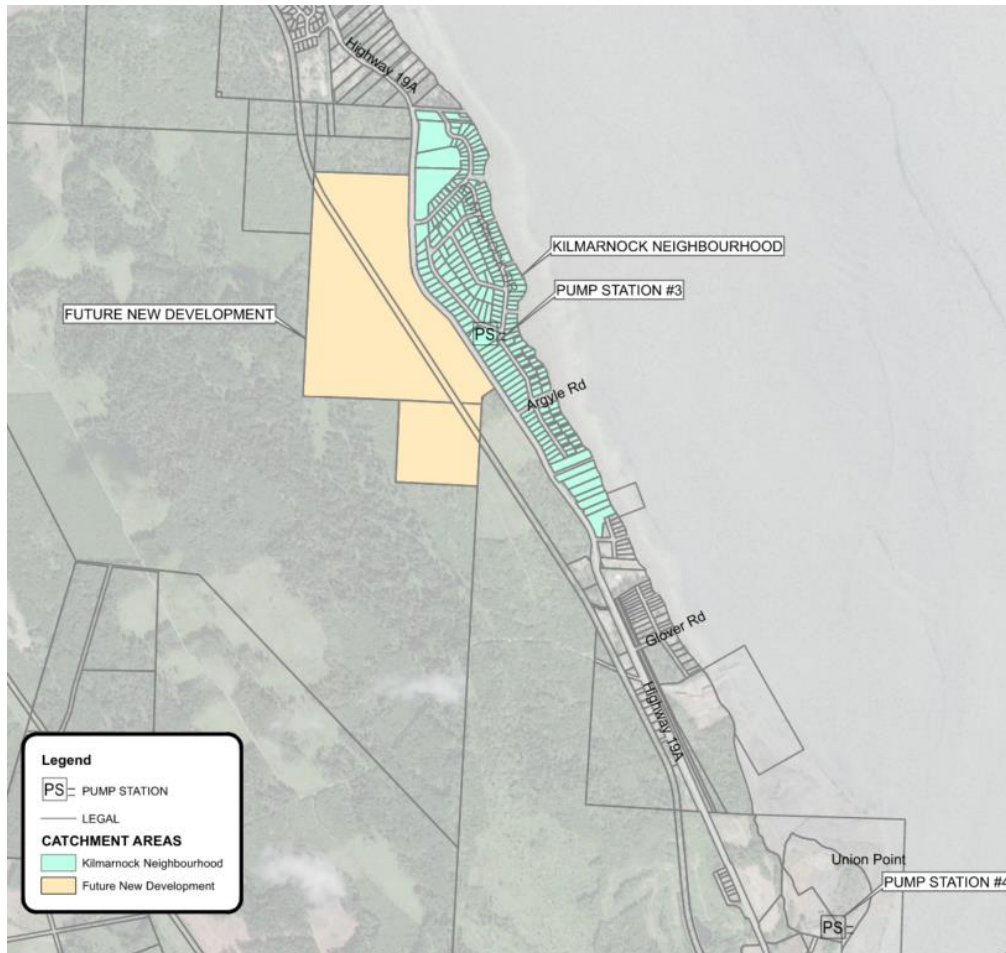 Highway 19A
KILMARNOCK NEIGHBOURHOOD
PUMP STATION #3
FUTURE NEW DEVELOPMENT
PS
Argyle Rd
Glover Rd
Highway 19A
Legend
PS PUMP STATION
LEGAL
CATCHMENT AREAS
Kilmarnock Neighbourhood
Future New Development
Union Point
PUMP STATION #4
PS